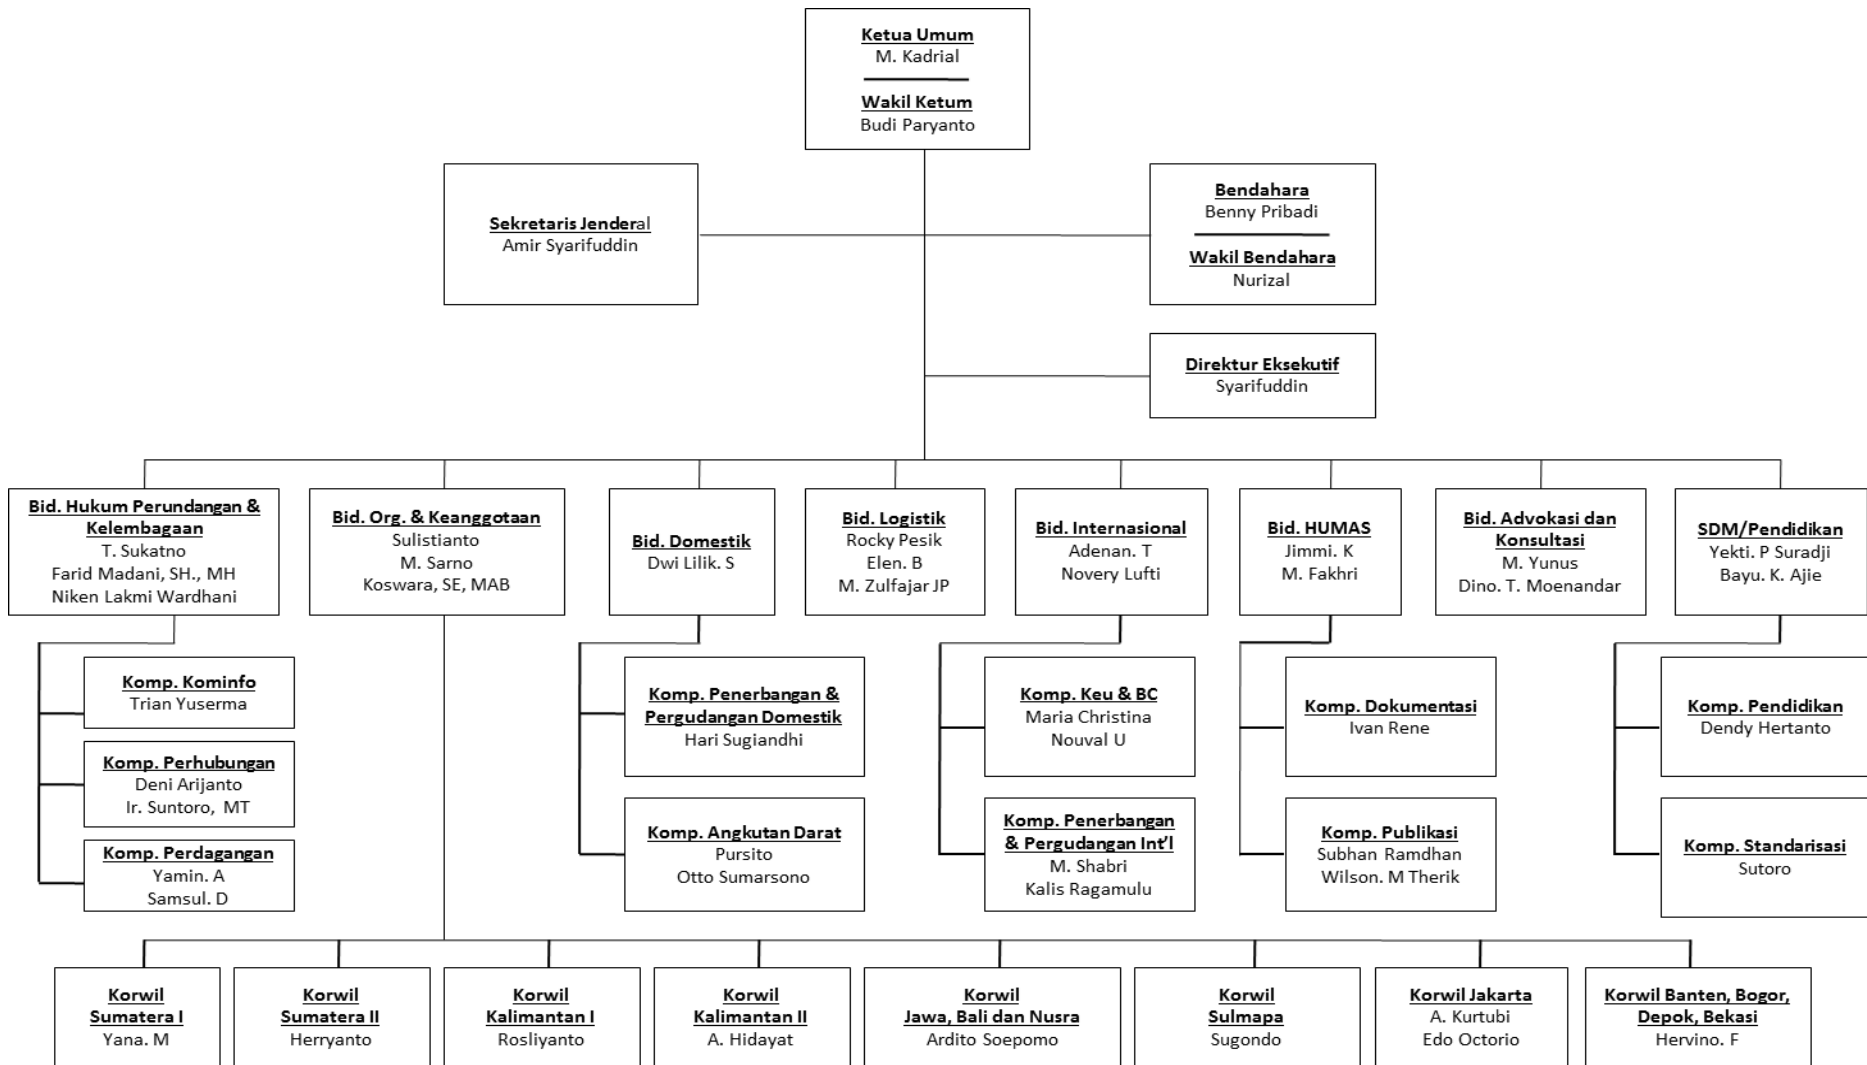 Ketua Umum
M. Kadrial
Wakil Ketum
Budi Paryanto
Sekretaris Jenderal
Amir Syarifuddin
Bendahara
Benny Pribadi
Wakil Bendahara
Nurizal
Direktur Eksekutif
Syarifuddin
Bid. Hukum Perundangan &
Kelembagaan
T. Sukatno
Farid Madani, SH., MH
Niken Lakmi Wardhani
Bid. Org. & Keanggotaan
Sulistianto
M. Sarno
Koswara, SE, MAB
Bid. Domestik
Dwi Lilik. S
Bid. Logistik
Rocky Pesik
Elen. B
M. Zulfajar JP
Bid. Internasional
Adenan. T
Novery Lufti
Bid. HUMAS
Jimmi. K
M. Fakhri
Bid. Advokasi dan
Konsultasi
M. Yunus
Dino. T. Moenandar
SDM/Pendidikan
Yekti. P Suradji
Bayu. K. Ajie
Komp. Kominfo
Trian Yuserma
Komp. Perhubungan
Deni Arijanto
Ir. Suntoro, MT
Komp. Perdagangan
Yamin. A
Samsul. D
Komp. Penerbangan &
Pergudangan Domestik
Hari Sugiandhi
Komp. Angkutan Darat
Pursito
Otto Sumarsono
Komp. Keu & BC
Maria Christina
Nouval U
Komp. Penerbangan
& Pergudangan Int'l
M. Shabri
Kalis Ragamulu
Komp. Dokumentasi
Ivan Rene
Komp. Publikasi
Subhan Ramdhan
Wilson. M Therik
Komp. Pendidikan
Dendy Hertanto
Komp. Standarisasi
Sutoro
Korwil
Sumatera I
Yana. M
Korwil
Sumatera II
Herryanto
Korwil
Kalimantan I
Rosliyanto
Korwil
Kalimantan II
A. Hidayat
Korwil
Jawa, Bali dan Nusra
Ardito Soepomo
Korwil
Sulmapa
Sugondo
Korwil Jakarta
A. Kurtubi
Edo Octorio
Korwil Banten, Bogor,
Depok, Bekasi
Hervino. F